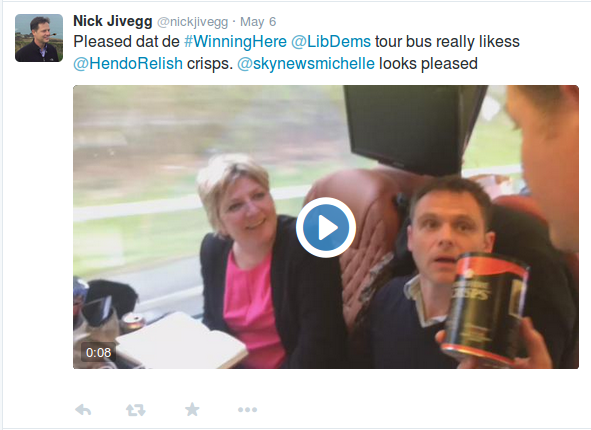 Nick Jivegg @nickjivegg · May 6
Pleased dat de #WinningHere @LibDems tour bus really likess
@HendoRelish crisps. @skynewsmichelle looks pleased
CRISPS
0:08